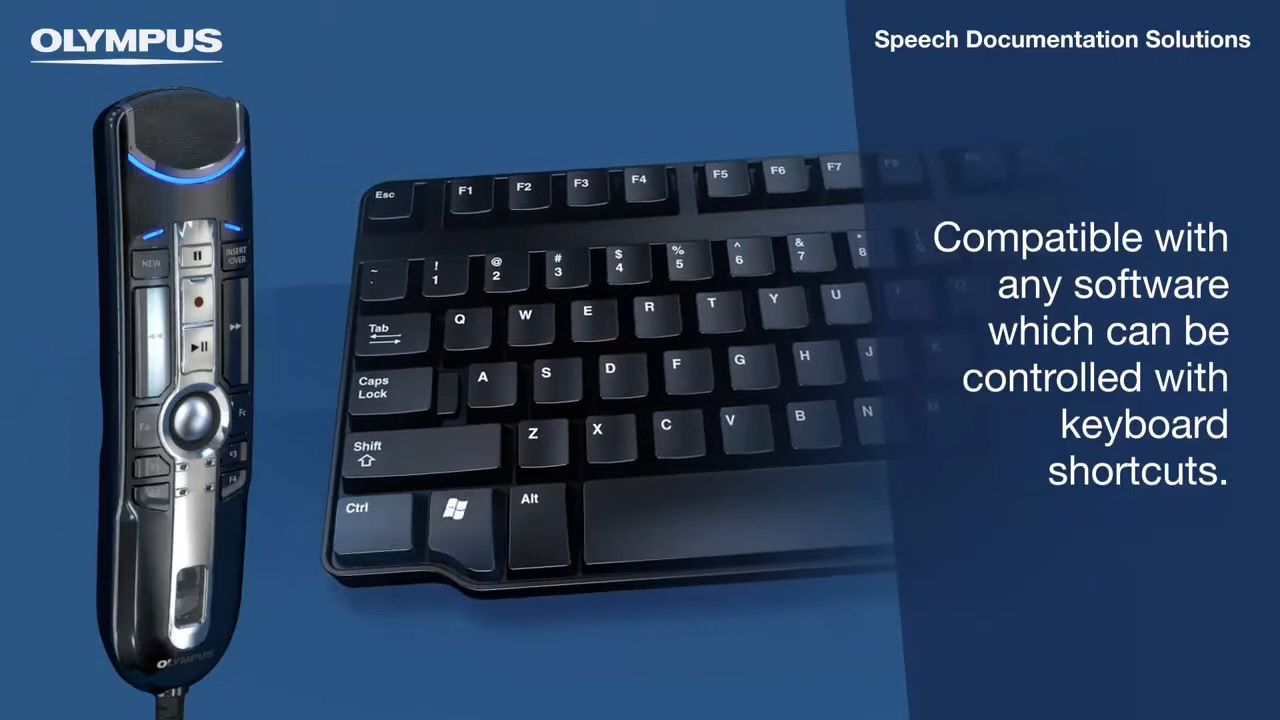 OLYMPUS
Speech Documentation Solutions
NEW
INSERT
/OVER
F4
OLYMPUS
Esc
F1
F2
F3
F4
F5
F6
F7
F8
~
!
1
@
2
#
3
$
4
%
5
^
6
&
7
*
8
Tab
Q
W
E
R
T
Y
U
I
O
Caps
Lock
A
S
D
F
G
H
J
K
Shift
Z
X
C
V
B
N
M
Ctrl
Alt
Compatible with
any software
which can be
controlled with
keyboard
shortcuts.